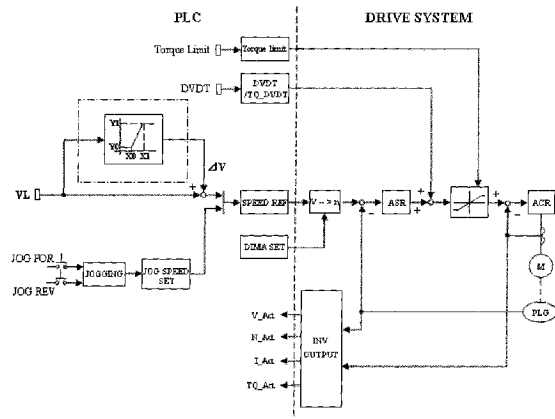 PLC
DRIVE SYSTEM
Torque Limit
Torque limit
DVDT
DVDT
/TQ_DVDT
Y1
Y0
X0 X1
ΔV
VL
+
SPEED REF
V --> n
-
ASR
+
+
+
-
ACR
DIMA SET
JOG FOR
JOG REV
JOGGING
JOG SPEED
SET
M
PLG
V_Act
N_Act
I_Act
TQ_Act
INV
OUTPUT